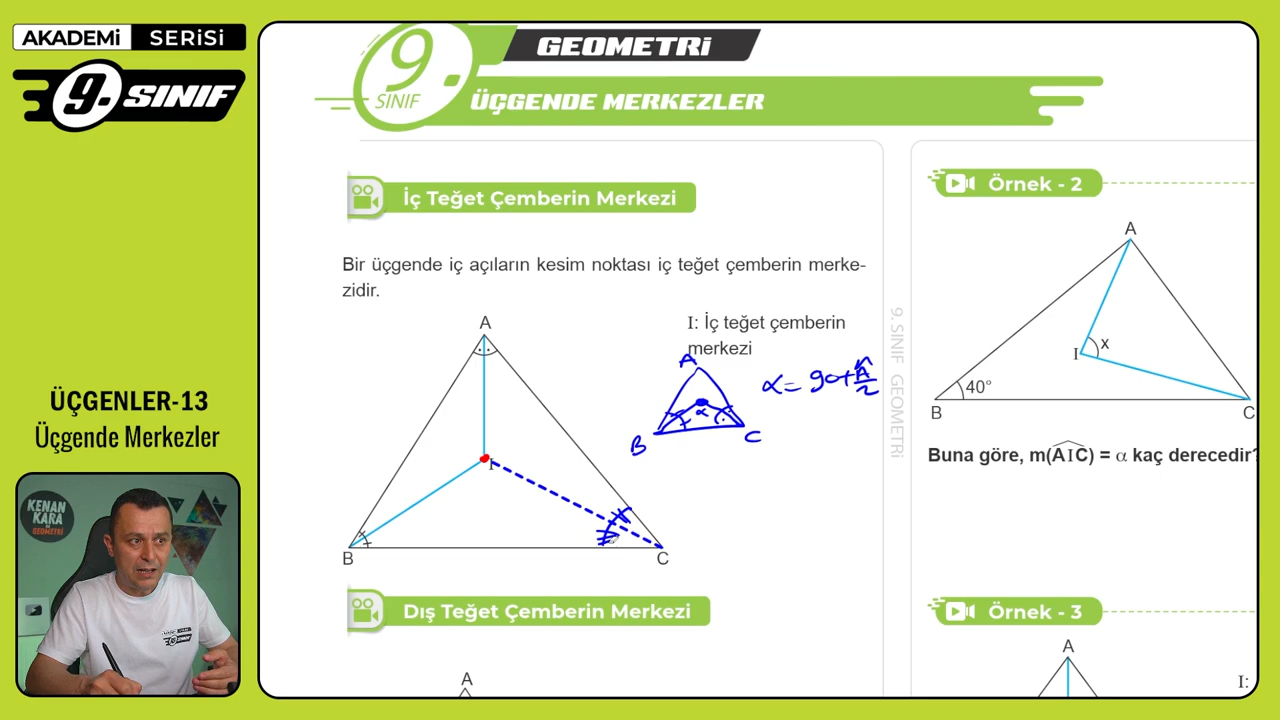 AKADEMİ SERİSİ
9. SINIF
ÜÇGENLER-13
Üçgende Merkezler
KENAN
KARA
GEOMETRİ
9.
SINIF
GEOMETRİ
ÜÇGENDE MERKEZLER
İç Teğet Çemberin Merkezi
Bir üçgende iç açıların kesim noktası iç teğet çemberin merke-
zidir.
I: İç teğet çemberin
merkezi
A
I
B
C
A
α
B
C
α = 90+Â/2
Dış Teğet Çemberin Merkezi
A
9. SINIF GEOMETRİ
Örnek - 2
A
I
x
40°
B
C
Buna göre, m(AIC) = α kaç derecedir?
Örnek - 3
A
I: